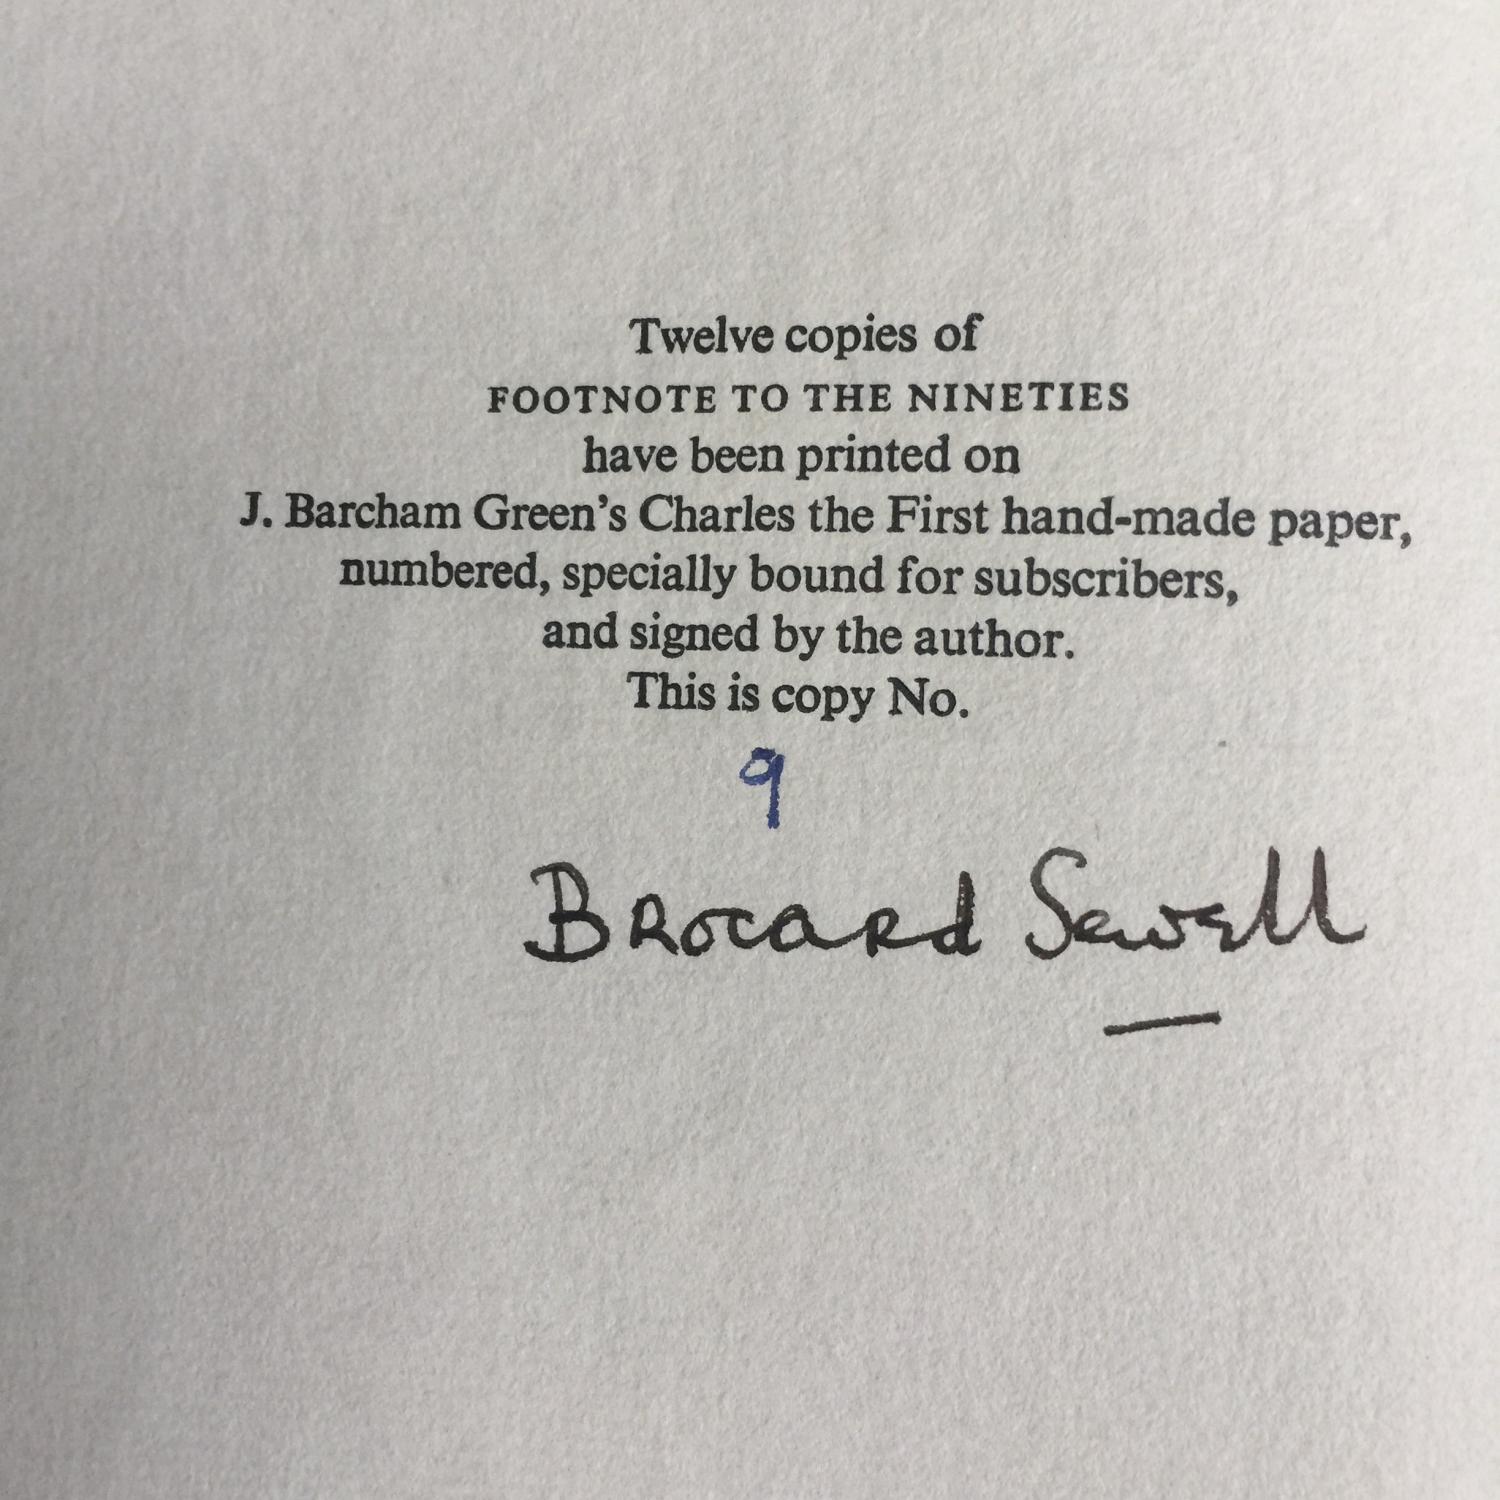 Twelve copies of
FOOTNOTE TO THE NINETIES
have been printed on
J. Barcham Green's Charles the First hand-made paper,
numbered, specially bound for subscribers,
and signed by the author.
This is copy No.
9
Brocard Sewell